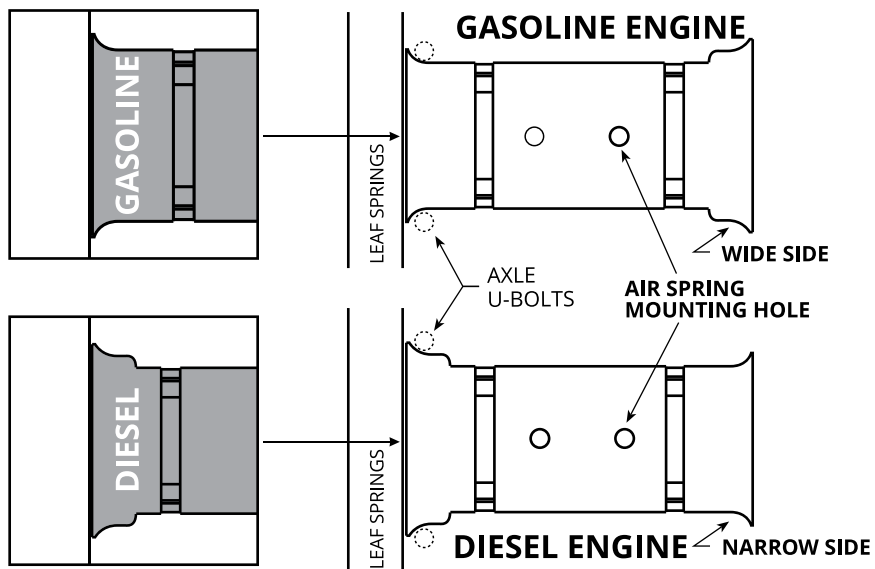 GASOLINE ENGINE
GASOLINE
LEAF SPRINGS
WIDE SIDE
AXLE
U-BOLTS
AIR SPRING
MOUNTING HOLE
DIESEL
LEAF SPRINGS
DIESEL ENGINE
NARROW SIDE